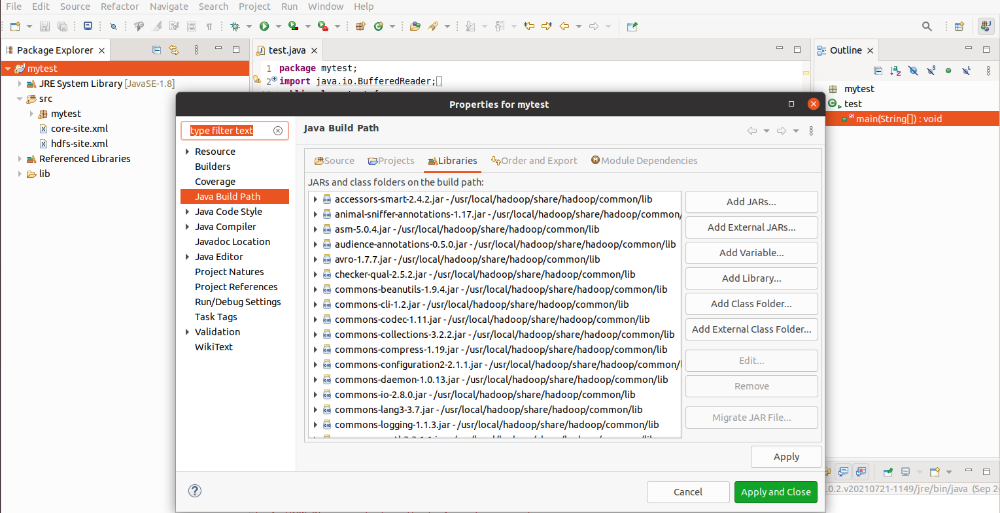 File Edit Source Refactor Navigate Search Project Run Window Help
Package Explorer
mytest
JRE System Library [JavaSE-1.8]
src
mytest
core-site.xml
hdfs-site.xml
Referenced Libraries
lib
test.java
1 package mytest;
2 import java.io.BufferedReader;
Outline
mytest
test
main(String[]) : void
Properties for mytest
type filter text
Resource
Builders
Coverage
Java Build Path
Java Code Style
Java Compiler
Javadoc Location
Java Editor
Project Natures
Project References
Run/Debug Settings
Task Tags
Validation
WikiText
Java Build Path
Source Projects Libraries Order and Export Module Dependencies
JARs and class folders on the build path:
accessors-smart-2.4.2.jar - /usr/local/hadoop/share/hadoop/common/lib
animal-sniffer-annotations-1.17.jar - /usr/local/hadoop/share/hadoop/common/
asm-5.0.4.jar - /usr/local/hadoop/share/hadoop/common/lib
audience-annotations-0.5.0.jar - /usr/local/hadoop/share/hadoop/common/lib
avro-1.7.7.jar - /usr/local/hadoop/share/hadoop/common/lib
checker-qual-2.5.2.jar - /usr/local/hadoop/share/hadoop/common/lib
commons-beanutils-1.9.4.jar - /usr/local/hadoop/share/hadoop/common/lib
commons-cli-1.2.jar - /usr/local/hadoop/share/hadoop/common/lib
commons-codec-1.11.jar - /usr/local/hadoop/share/hadoop/common/lib
commons-collections-3.2.2.jar - /usr/local/hadoop/share/hadoop/common/lib
commons-compress-1.19.jar - /usr/local/hadoop/share/hadoop/common/lib
commons-configuration2-2.1.1.jar - /usr/local/hadoop/share/hadoop/common/l
commons-daemon-1.0.13.jar - /usr/local/hadoop/share/hadoop/common/lib
commons-io-2.8.0.jar - /usr/local/hadoop/share/hadoop/common/lib
commons-lang3-3.7.jar - /usr/local/hadoop/share/hadoop/common/lib
commons-logging-1.1.3.jar - /usr/local/hadoop/share/hadoop/common/lib
Add JARs...
Add External JARs...
Add Variable...
Add Library...
Add Class Folder...
Add External Class Folder...
Edit...
Remove
Migrate JAR File...
Apply
Cancel
Apply and Close
.0.2.v20210721-1149/jre/bin/java (Sep 2